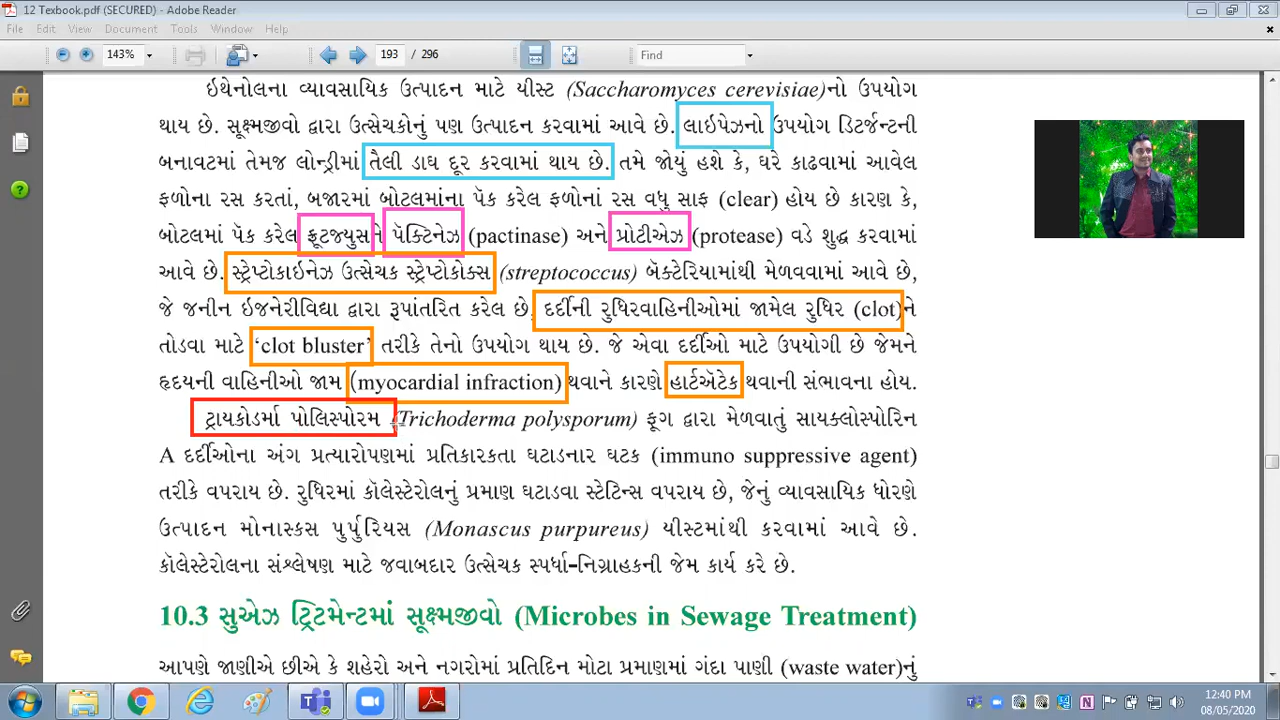 12 Texbook.pdf (SECURED) - Adobe Reader
File Edit View Document Tools Window Help
143% 193 / 296 Find
ઇથેનોલના વ્યાવસાયિક ઉત્પાદન માટે યીસ્ટ (Saccharomyces cerevisiae)નો ઉપયોગ
થાય છે. સૂક્ષ્મજીવો દ્વારા ઉત્સેચકોનું પણ ઉત્પાદન કરવામાં આવે છે. લાઇપેઝનો ઉપયોગ ડિટર્જન્ટની
બનાવટમાં તેમજ લોન્ડ્રીમાં તૈલી ડાઘ દૂર કરવામાં થાય છે. તમે જોયું હશે કે, ઘરે કાઢવામાં આવેલ
ફળોના રસ કરતાં, બજારમાં બોટલમાંના પૅક કરેલ ફળોનાં રસ વધુ સાફ (clear) હોય છે કારણ કે,
બોટલમાં પૅક કરેલ ફ્રૂટજ્યુસને પૅક્ટિનેઝ (pactinase) અને પ્રોટીએઝ (protease) વડે શુદ્ધ કરવામાં
આવે છે. સ્ટ્રેપ્ટોકાઇનેઝ ઉત્સેચક સ્ટ્રેપ્ટોકોક્સ (streptococcus) બૅક્ટેરિયામાંથી મેળવવામાં આવે છે,
જે જનીન ઇજનેરીવિદ્યા દ્વારા રૂપાંતરિત કરેલ છે. દર્દીની રુધિરવાહિનીઓમાં જામેલ રુધિર (clot)ને
તોડવા માટે ‘clot bluster’ તરીકે તેનો ઉપયોગ થાય છે. જે એવા દર્દીઓ માટે ઉપયોગી છે જેમને
હૃદયની વાહિનીઓ જામ (myocardial infraction) થવાને કારણે હાર્ટઍટેક થવાની સંભાવના હોય.
ટ્રાયકોડર્મા પોલિસ્પોરમ (Trichoderma polysporum) ફૂગ દ્વારા મેળવાતું સાયક્લોસ્પોરિન
A દર્દીઓના અંગ પ્રત્યારોપણમાં પ્રતિકારકતા ઘટાડનાર ઘટક (immuno suppressive agent)
તરીકે વપરાય છે. રુધિરમાં કૉલેસ્ટેરોલનું પ્રમાણ ઘટાડવા સ્ટેટિન્સ વપરાય છે, જેનું વ્યાવસાયિક ધોરણે
ઉત્પાદન મોનાસ્કસ પુર્પુરિયસ (Monascus purpureus) યીસ્ટમાંથી કરવામાં આવે છે.
કૉલેસ્ટેરોલના સંશ્લેષણ માટે જવાબદાર ઉત્સેચક સ્પર્ધા-નિગ્રાહકની જેમ કાર્ય કરે છે.
10.3 સુએઝ ટ્રિટમેન્ટમાં સૂક્ષ્મજીવો (Microbes in Sewage Treatment)
આપણે જાણીએ છીએ કે શહેરો અને નગરોમાં પ્રતિદિન મોટા પ્રમાણમાં ગંદા પાણી (waste water)નું
12:40 PM
08/05/2020